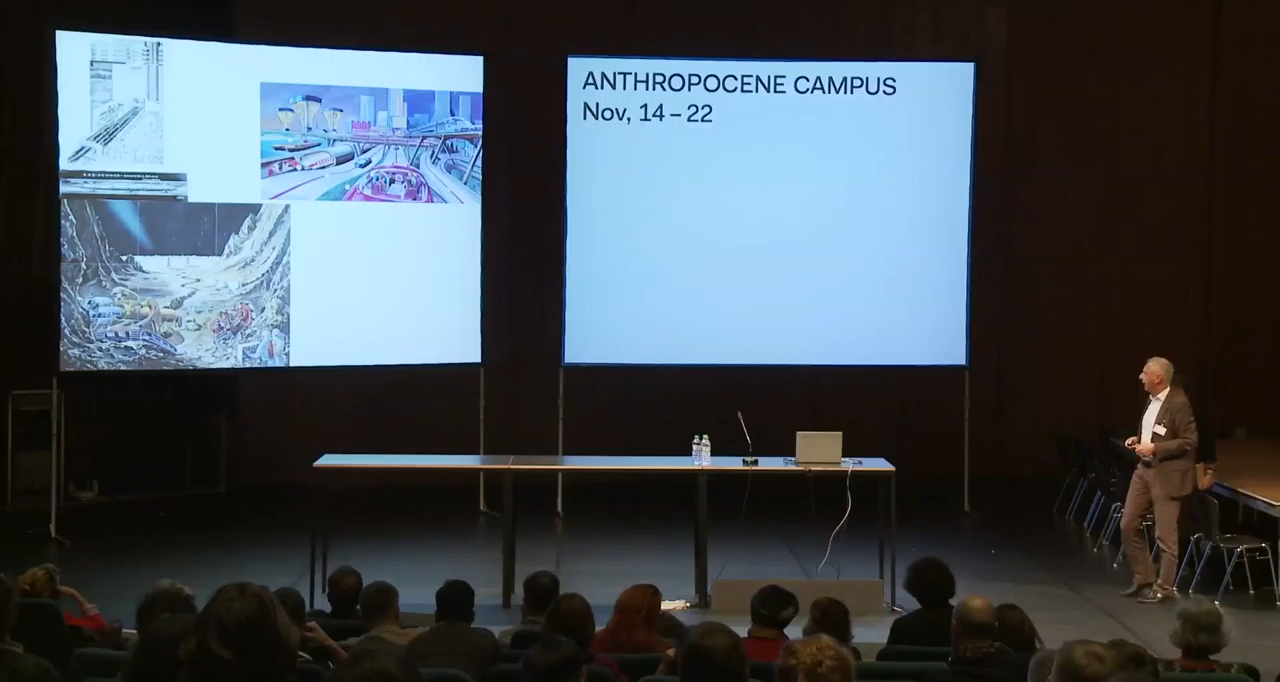 ANTHROPOCENE CAMPUS
Nov, 14 – 22